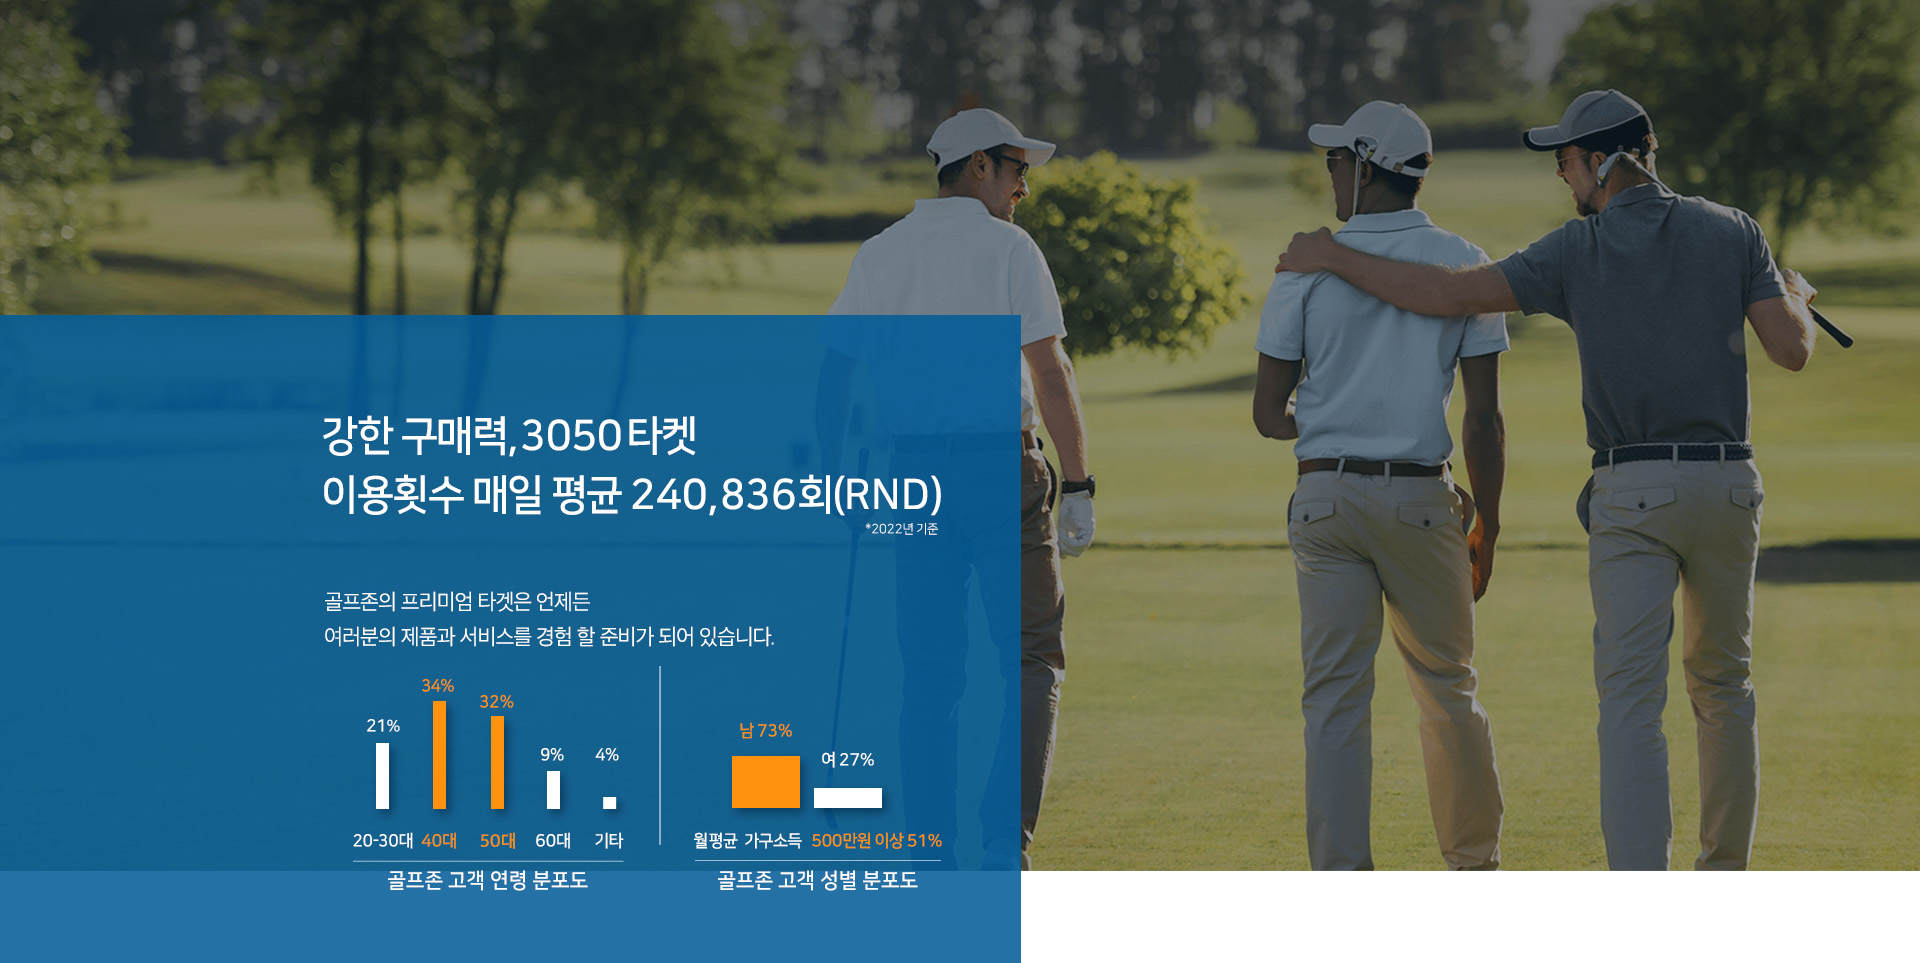 강한 구매력, 3050타켓
이용횟수 매일 평균 240,836회(RND)
*2022년 기준
골프존의 프리미엄 타겟은 언제든
여러분의 제품과 서비스를 경험 할 준비가 되어 있습니다.
21% 34% 32% 9% 4%
20-30대 40대 50대 60대 기타
골프존 고객 연령 분포도
남 73% 여 27%
월평균 가구소득 500만원 이상 51%
골프존 고객 성별 분포도